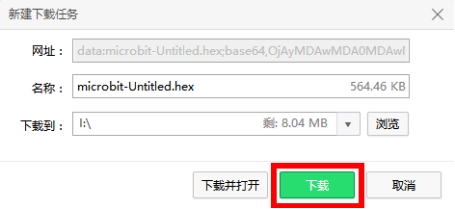 新建下载任务
网址： data:microbit-Untitled.hex;base64,OjAyMDAwMDA0MDAwI
名称： microbit-Untitled.hex 564.46 KB
下载到： I:\ 剩: 8.04 MB 浏览
下载并打开 下载 取消